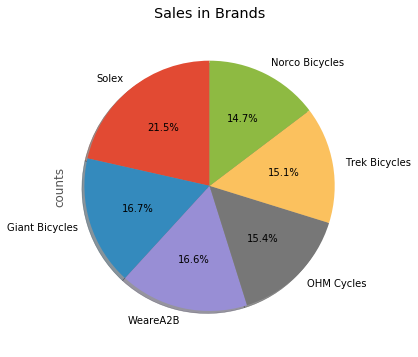 Sales in Brands
Norco Bicycles
Solex
14.7%
21.5%
Trek Bicycles
15.1%
counts
16.7%
Giant Bicycles
15.4%
16.6%
OHM Cycles
WeareA2B